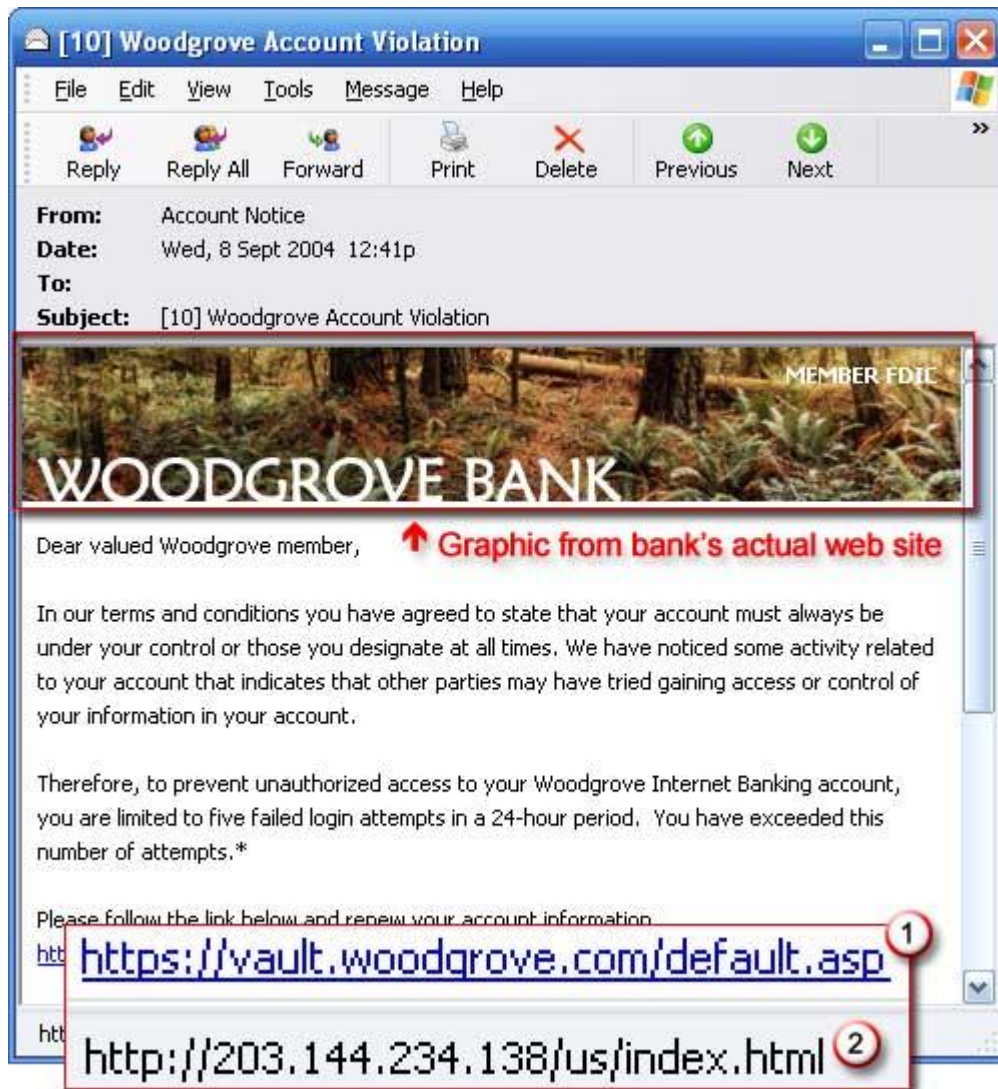 [10] Woodgrove Account Violation
File Edit View Tools Message Help
Reply Reply All Forward Print Delete Previous Next »
From: Account Notice
Date: Wed, 8 Sept 2004 12:41p
To:
Subject: [10] Woodgrove Account Violation
MEMBER FDIC
WOODGROVE BANK
Dear valued Woodgrove member,
Graphic from bank's actual web site
In our terms and conditions you have agreed to state that your account must always be
under your control or those you designate at all times. We have noticed some activity related
to your account that indicates that other parties may have tried gaining access or control of
your information in your account.
Therefore, to prevent unauthorized access to your Woodgrove Internet Banking account,
you are limited to five failed login attempts in a 24-hour period. You have exceeded this
number of attempts.*
Please follow the link below and renew your account information
htt
https://vault.woodgrove.com/default.asp 1
htt
http://203.144.234.138/us/index.html 2